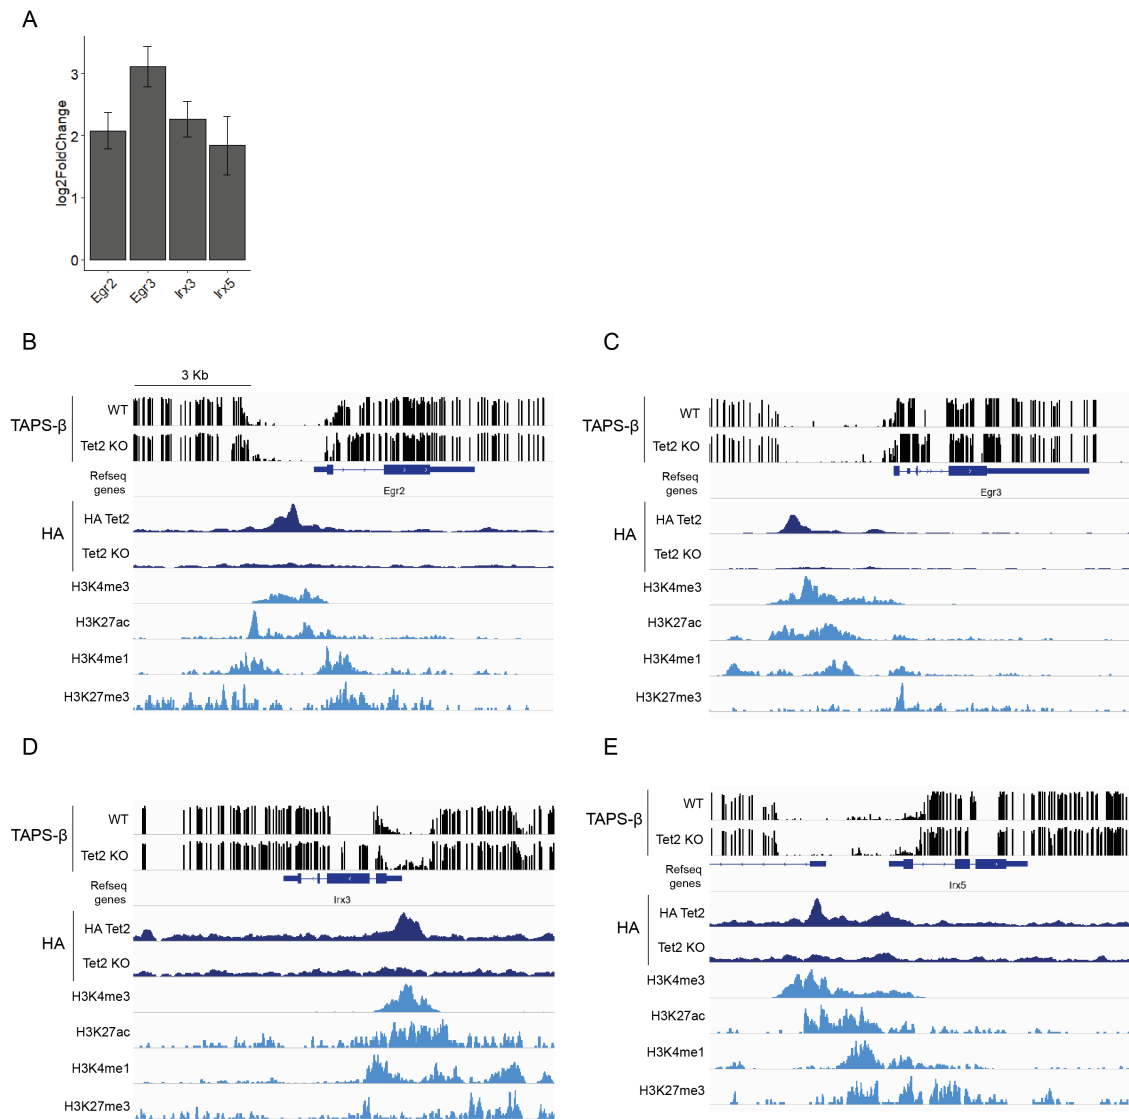 A
log2FoldChange
3
2
1
0
Egr2
Egr3
Irx3
Irx5
B
3 Kb
TAPS-β
WT
Tet2 KO
Refseq
genes
Egr2
HA
HA Tet2
Tet2 KO
H3K4me3
H3K27ac
H3K4me1
H3K27me3
C
TAPS-β
WT
Tet2 KO
Refseq
genes
Egr3
HA
HA Tet2
Tet2 KO
H3K4me3
H3K27ac
H3K4me1
H3K27me3
D
TAPS-β
WT
Tet2 KO
Refseq
genes
Irx3
HA
HA Tet2
Tet2 KO
H3K4me3
H3K27ac
H3K4me1
H3K27me3
E
TAPS-β
WT
Tet2 KO
Refseq
genes
Irx5
HA
HA Tet2
Tet2 KO
H3K4me3
H3K27ac
H3K4me1
H3K27me3